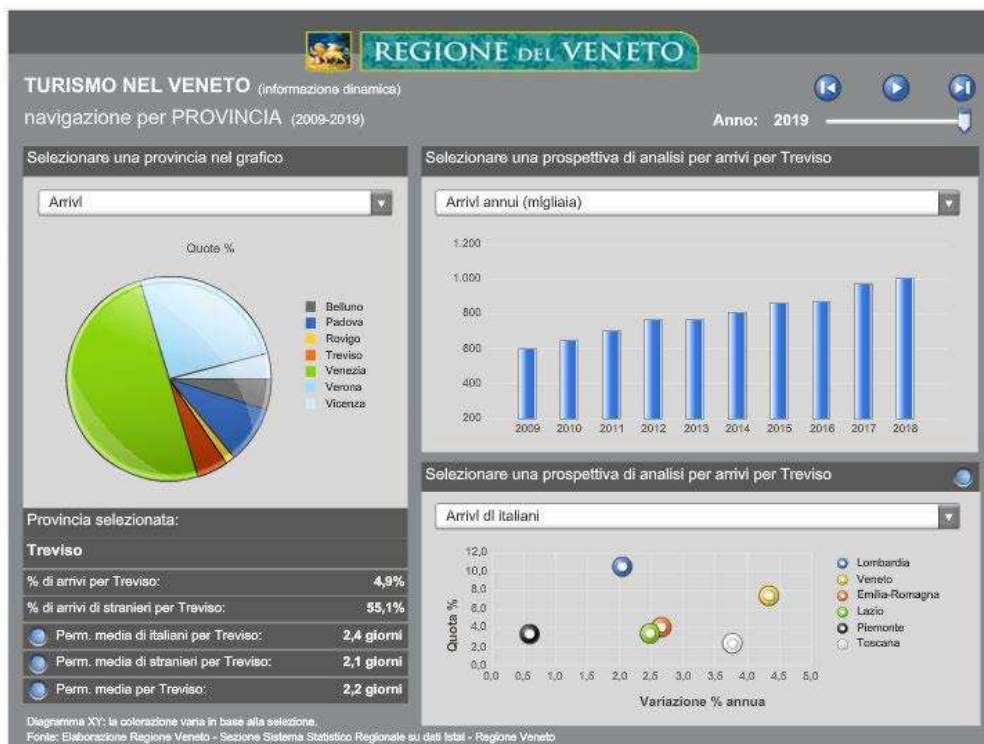 REGIONE DEL VENETO
TURISMO NEL VENETO (informazione dinamica)
navigazione per PROVINCIA (2009-2019)
Anno: 2019
Selezionare una provincia nel grafico
Arrivi
Quote %
Belluno
Padova
Rovigo
Treviso
Venezia
Verona
Vicenza
Provincia selezionata:
Treviso
% di arrivi per Treviso: 4,9%
% di arrivi di stranieri per Treviso: 55,1%
Perm. media di italiani per Treviso: 2,4 giorni
Perm. media di stranieri per Treviso: 2,1 giorni
Perm. media per Treviso: 2,2 giorni
Selezionare una prospettiva di analisi per arrivi per Treviso
Arrivi annui (migliaia)
1.200
1.000
800
600
400
200
2009 2010 2011 2012 2013 2014 2015 2016 2017 2018
Selezionare una prospettiva di analisi per arrivi per Treviso
Arrivi di italiani
Quota %
12,0
10,0
8,0
6,0
4,0
2,0
0,0
0,0 0,5 1,0 1,5 2,0 2,5 3,0 3,5 4,0 4,5 5,0
Variazione % annua
Lombardia
Veneto
Emilia-Romagna
Lazio
Piemonte
Toscana
Diagramma XY: la colorazione varia in base alla selezione.
Fonte: Elaborazione Regione Veneto - Sezione Sistema Statistico Regionale su dati Istat - Regione Veneto